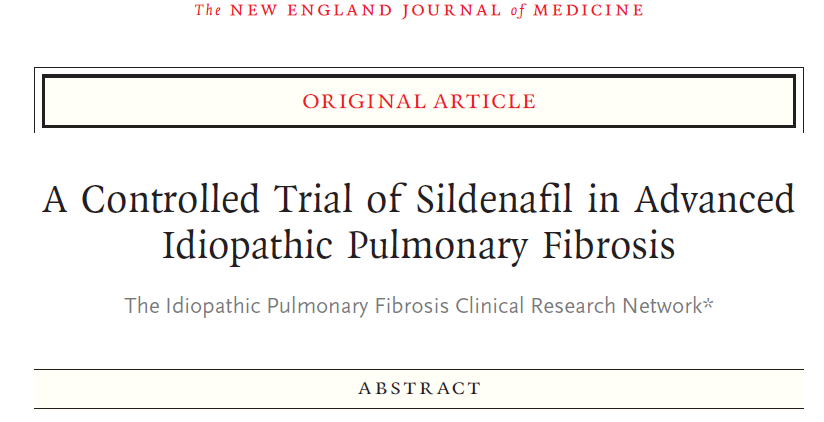 The NEW ENGLAND JOURNAL of MEDICINE
ORIGINAL ARTICLE
A Controlled Trial of Sildenafil in Advanced
Idiopathic Pulmonary Fibrosis
The Idiopathic Pulmonary Fibrosis Clinical Research Network*
ABSTRACT